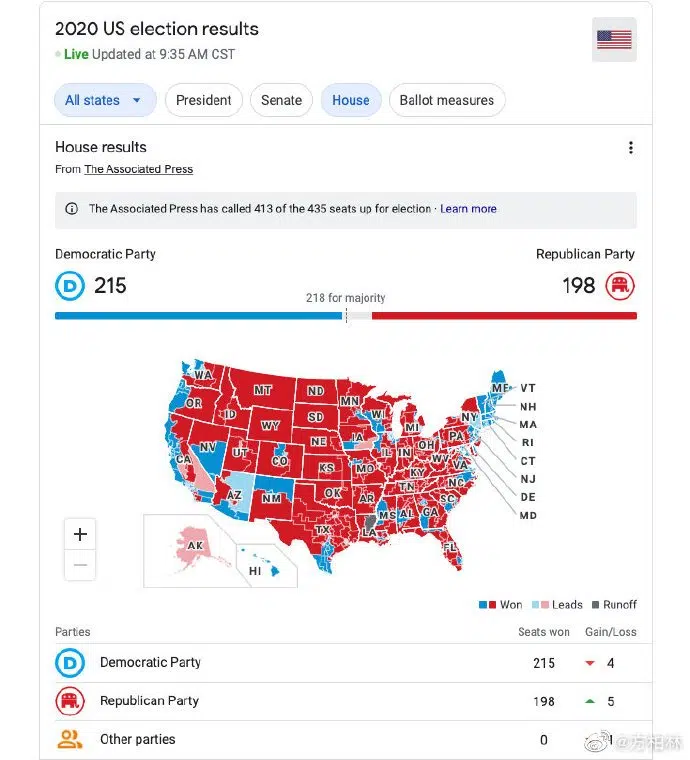 2020 US election results
Live Updated at 9:35 AM CST
All states
President
Senate
House
Ballot measures
House results
From The Associated Press
The Associated Press has called 413 of the 435 seats up for election · Learn more
Democratic Party
Republican Party
D 215
198
218 for majority
WA
MT
ND
MN
ME
VT
OR
ID
SD
WI
NH
WY
MI
NY
MA
NV
UT
NE
IA
IL
IN
OH
PA
RI
CA
CO
KS
MO
KY
WV
VA
CT
AZ
NM
OK
AR
TN
NC
NJ
TX
LA
MS
AL
GA
SC
DE
FL
MD
AK
HI
Won
Leads
Runoff
Parties
Seats won
Gain/Loss
D Democratic Party 215 4
Republican Party 198 5
Other parties 0 1
@方柏林